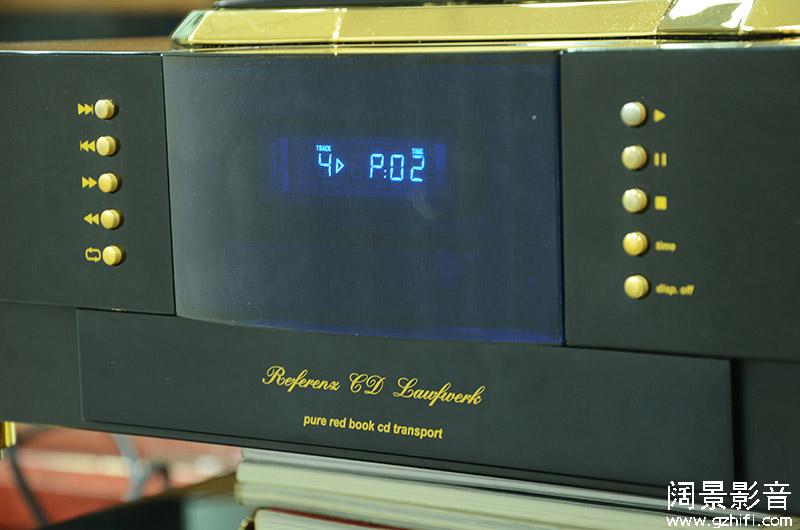 TRACK TIME
4 P:02
time
disp. off
Referenz CD Laufwerk
pure red book cd transport
阔景影音
www.gzhifi.com